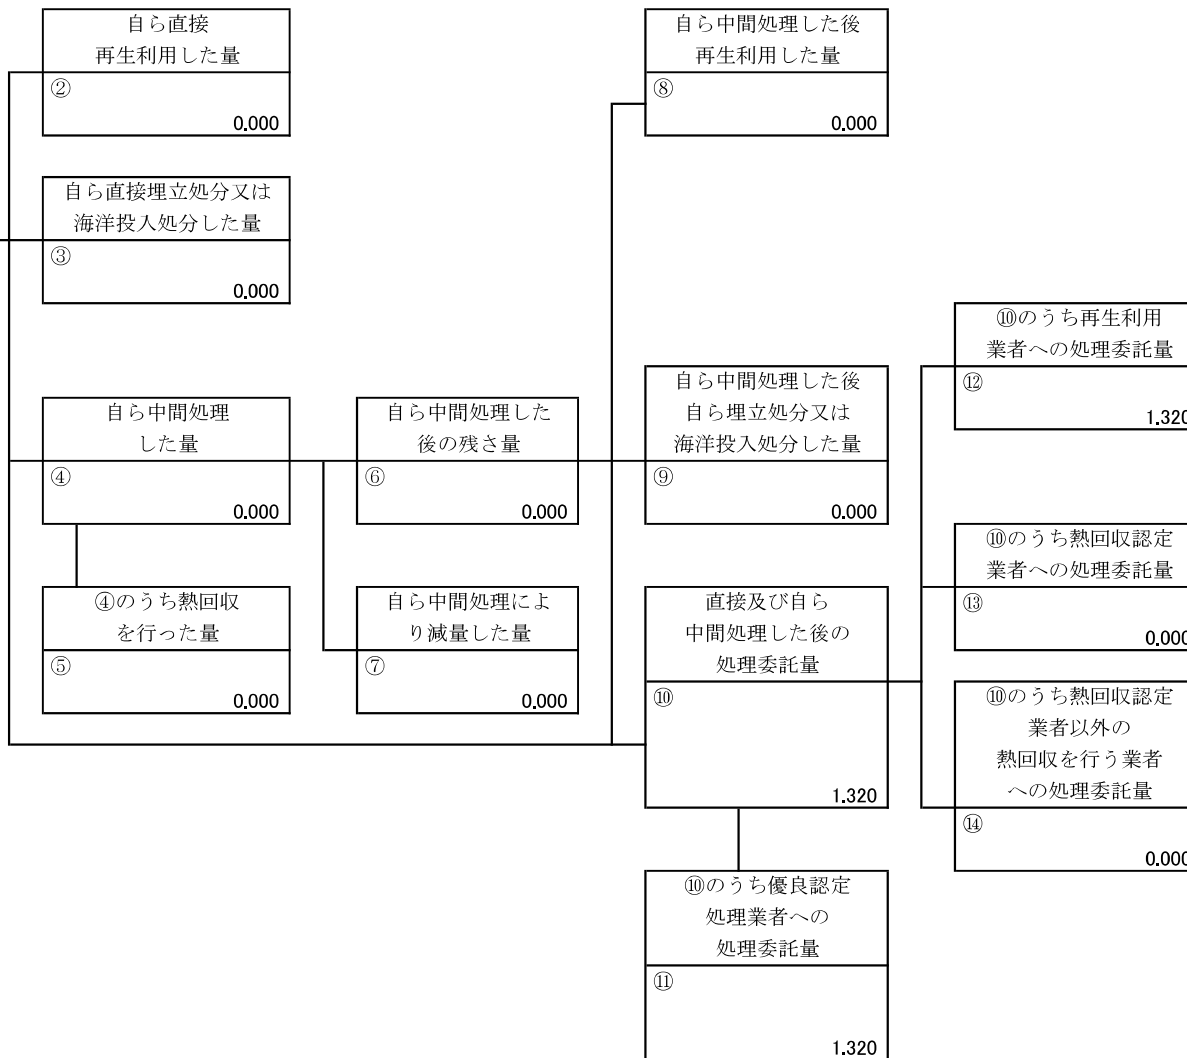 自ら直接
再生利用した量
②
0.000
自ら中間処理した後
再生利用した量
⑧
0.000
自ら直接埋立処分又は
海洋投入処分した量
③
0.000
⑩のうち再生利用
業者への処理委託量
⑫
1.320
自ら中間処理
した量
④
0.000
自ら中間処理した
後の残さ量
⑥
0.000
自ら中間処理した後
自ら埋立処分又は
海洋投入処分した量
⑨
0.000
⑩のうち熱回収認定
業者への処理委託量
⑬
0.000
④のうち熱回収
を行った量
⑤
0.000
自ら中間処理によ
り減量した量
⑦
0.000
直接及び自ら
中間処理した後の
処理委託量
⑩
1.320
⑩のうち熱回収認定
業者以外の
熱回収を行う業者
への処理委託量
⑭
0.000
⑩のうち優良認定
処理業者への
処理委託量
⑪
1.320